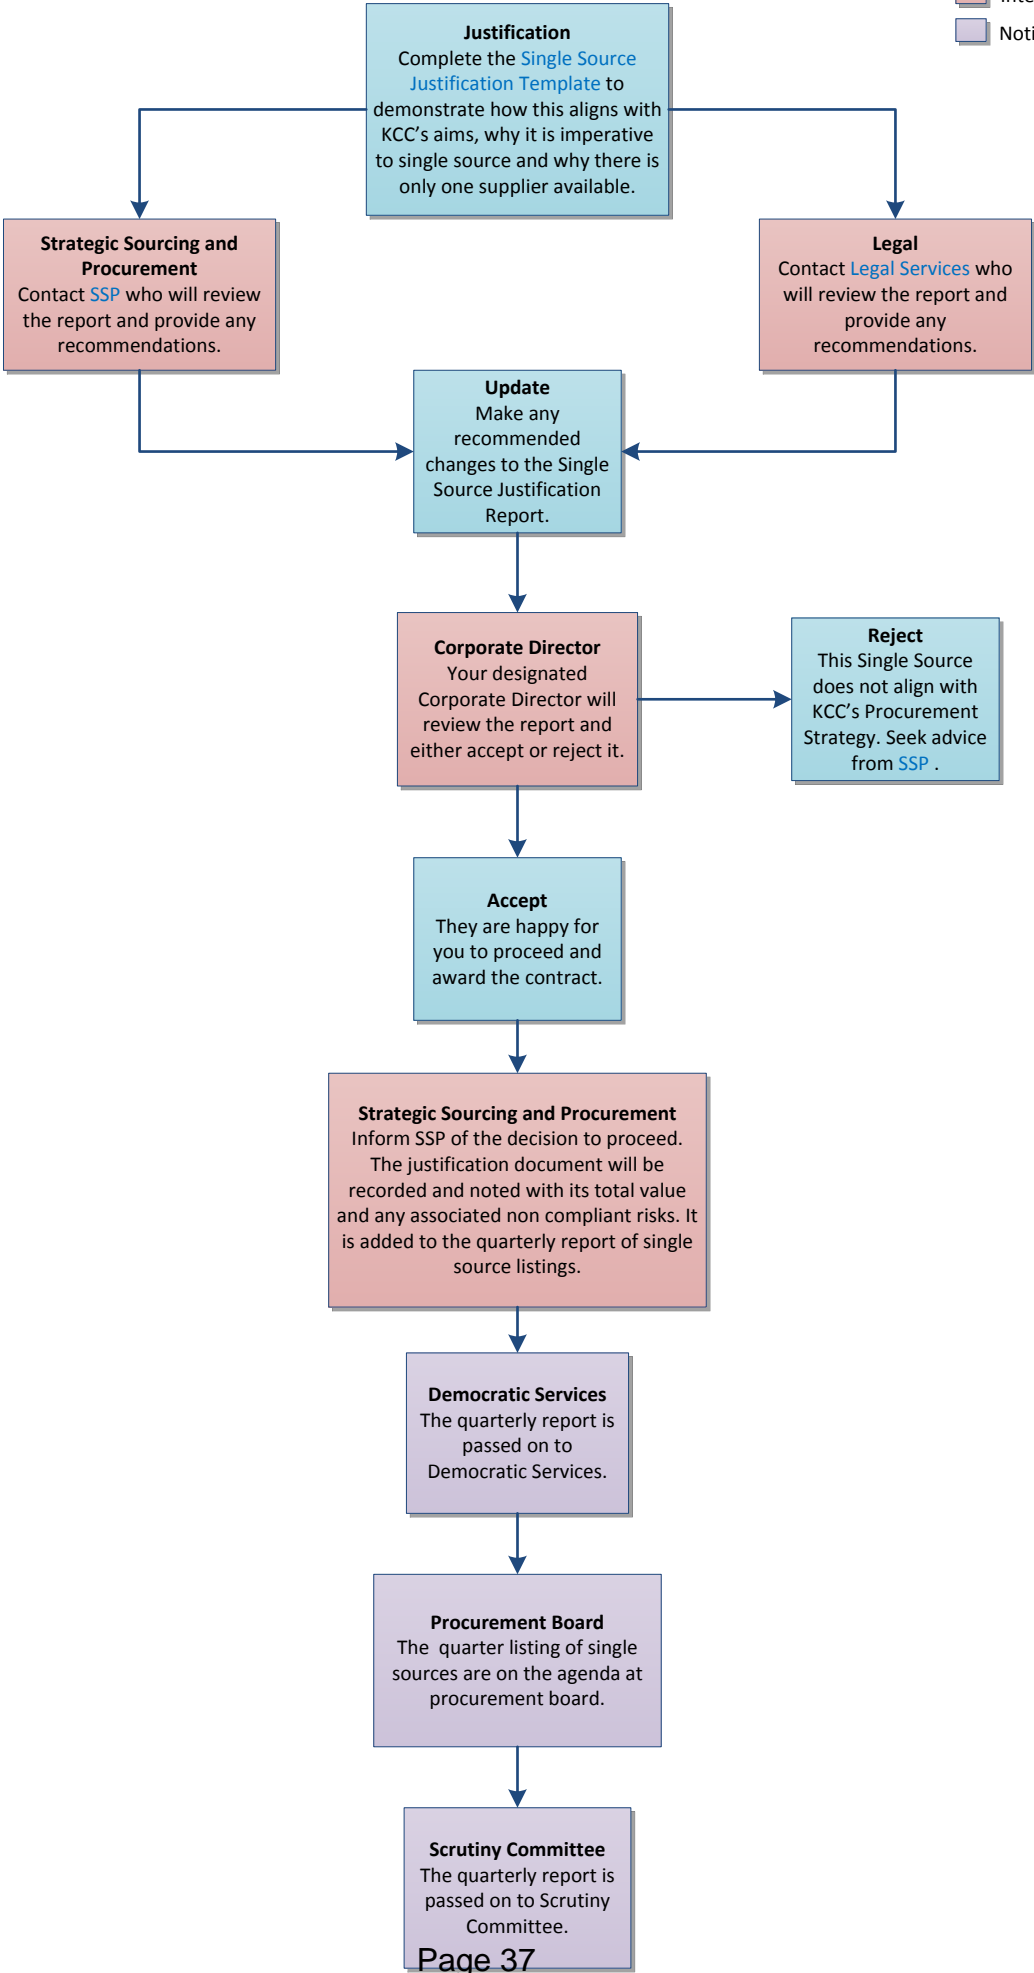 Justification
Complete the Single Source
Justification Template to
demonstrate how this aligns with
KCC's aims, why it is imperative
to single source and why there is
only one supplier available.
Strategic Sourcing and
Procurement
Contact SSP who will review
the report and provide any
recommendations.
Legal
Contact Legal Services who
will review the report and
provide any
recommendations.
Update
Make any
recommended
changes to the Single
Source Justification
Report.
Corporate Director
Your designated
Corporate Director will
review the report and
either accept or reject it.
Reject
This Single Source
does not align with
KCC's Procurement
Strategy. Seek advice
from SSP .
Accept
They are happy for
you to proceed and
award the contract.
Strategic Sourcing and Procurement
Inform SSP of the decision to proceed.
The justification document will be
recorded and noted with its total value
and any associated non compliant risks. It
is added to the quarterly report of single
source listings.
Democratic Services
The quarterly report is
passed on to
Democratic Services.
Procurement Board
The  quarter listing of single
sources are on the agenda at
procurement board.
Scrutiny Committee
The quarterly report is
passed on to Scrutiny
Committee.
Page 37